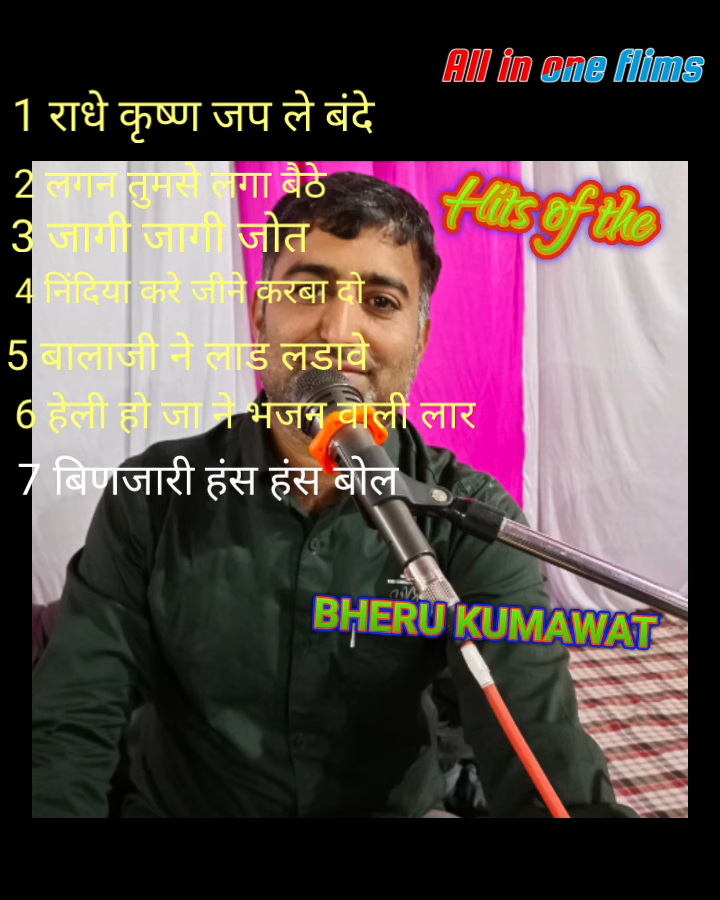 All in one flims
1 राधे कृष्ण जप ले बंदे
2 लगन तुमसे लगा बैठे
Hits of the
3 जागी जागी जोत
4 निंदिया करे जीने करबा दो
5 बालाजी ने लाड लडावे
6 हेली हो जा ने भजन वाली लार
7 बिणजारी हंस हंस बोल
BHERU KUMAWAT